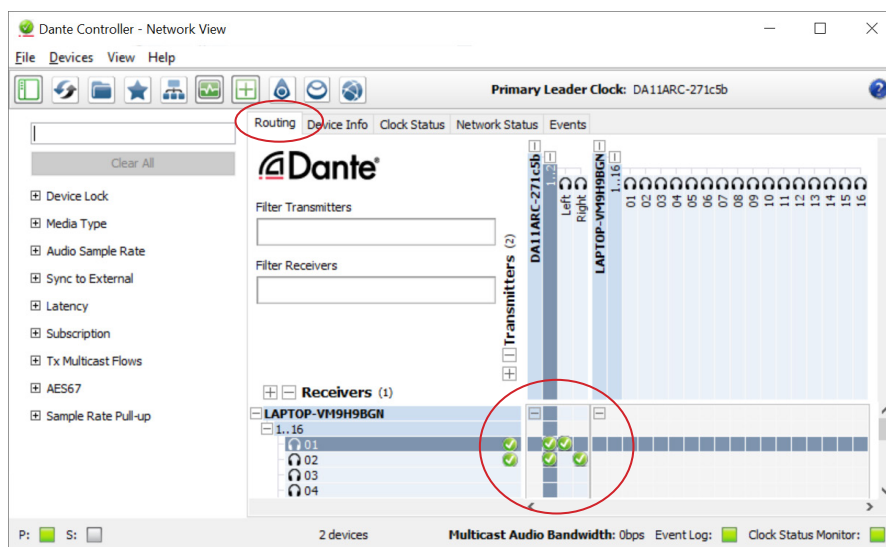 Dante Controller - Network View
File Devices View Help
Primary Leader Clock: DA11ARC-271c5b
?
Routing Device Info Clock Status Network Status Events
Clear All
Device Lock
Media Type
Audio Sample Rate
Sync to External
Latency
Subscription
Tx Multicast Flows
AES67
Sample Rate Pull-up
Dante®
Filter Transmitters
Filter Receivers
Transmitters (2)
DA11ARC-271c5b
1..2
Left
Right
LAPTOP-VM9H9BGN
1..16
01 02 03 04 05 06 07 08 09 10 11 12 13 14 15 16
Receivers (1)
LAPTOP-VM9H9BGN
1..16
01
02
03
04
P: S: 2 devices Multicast Audio Bandwidth: 0bps Event Log: Clock Status Monitor: